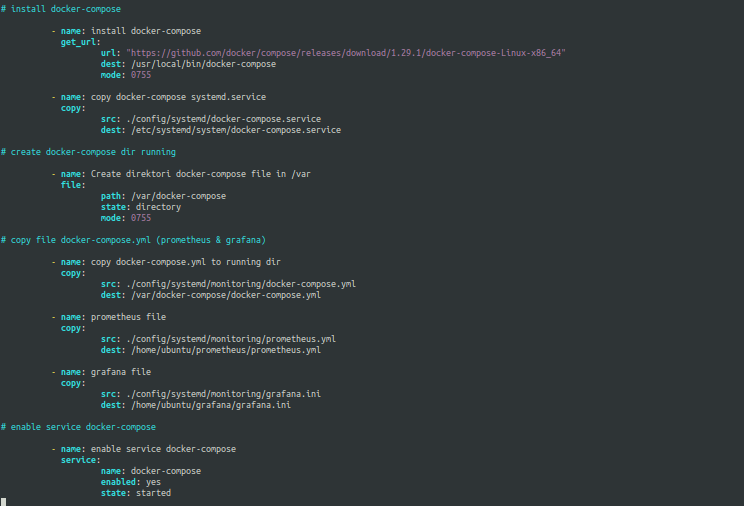 # install docker-compose
- name: install docker-compose
get_url:
url: "https://github.com/docker/compose/releases/download/1.29.1/docker-compose-Linux-x86_64"
dest: /usr/local/bin/docker-compose
mode: 0755
- name: copy docker-compose systemd.service
copy:
src: ./config/systemd/docker-compose.service
dest: /etc/systemd/system/docker-compose.service
# create docker-compose dir running
- name: Create direktori docker-compose file in /var
file:
path: /var/docker-compose
state: directory
mode: 0755
# copy file docker-compose.yml (prometheus & grafana)
- name: copy docker-compose.yml to running dir
copy:
src: ./config/systemd/monitoring/docker-compose.yml
dest: /var/docker-compose/docker-compose.yml
- name: prometheus file
copy:
src: ./config/systemd/monitoring/prometheus.yml
dest: /home/ubuntu/prometheus/prometheus.yml
- name: grafana file
copy:
src: ./config/systemd/monitoring/grafana.ini
dest: /home/ubuntu/grafana/grafana.ini
# enable service docker-compose
- name: enable service docker-compose
service:
name: docker-compose
enabled: yes
state: started